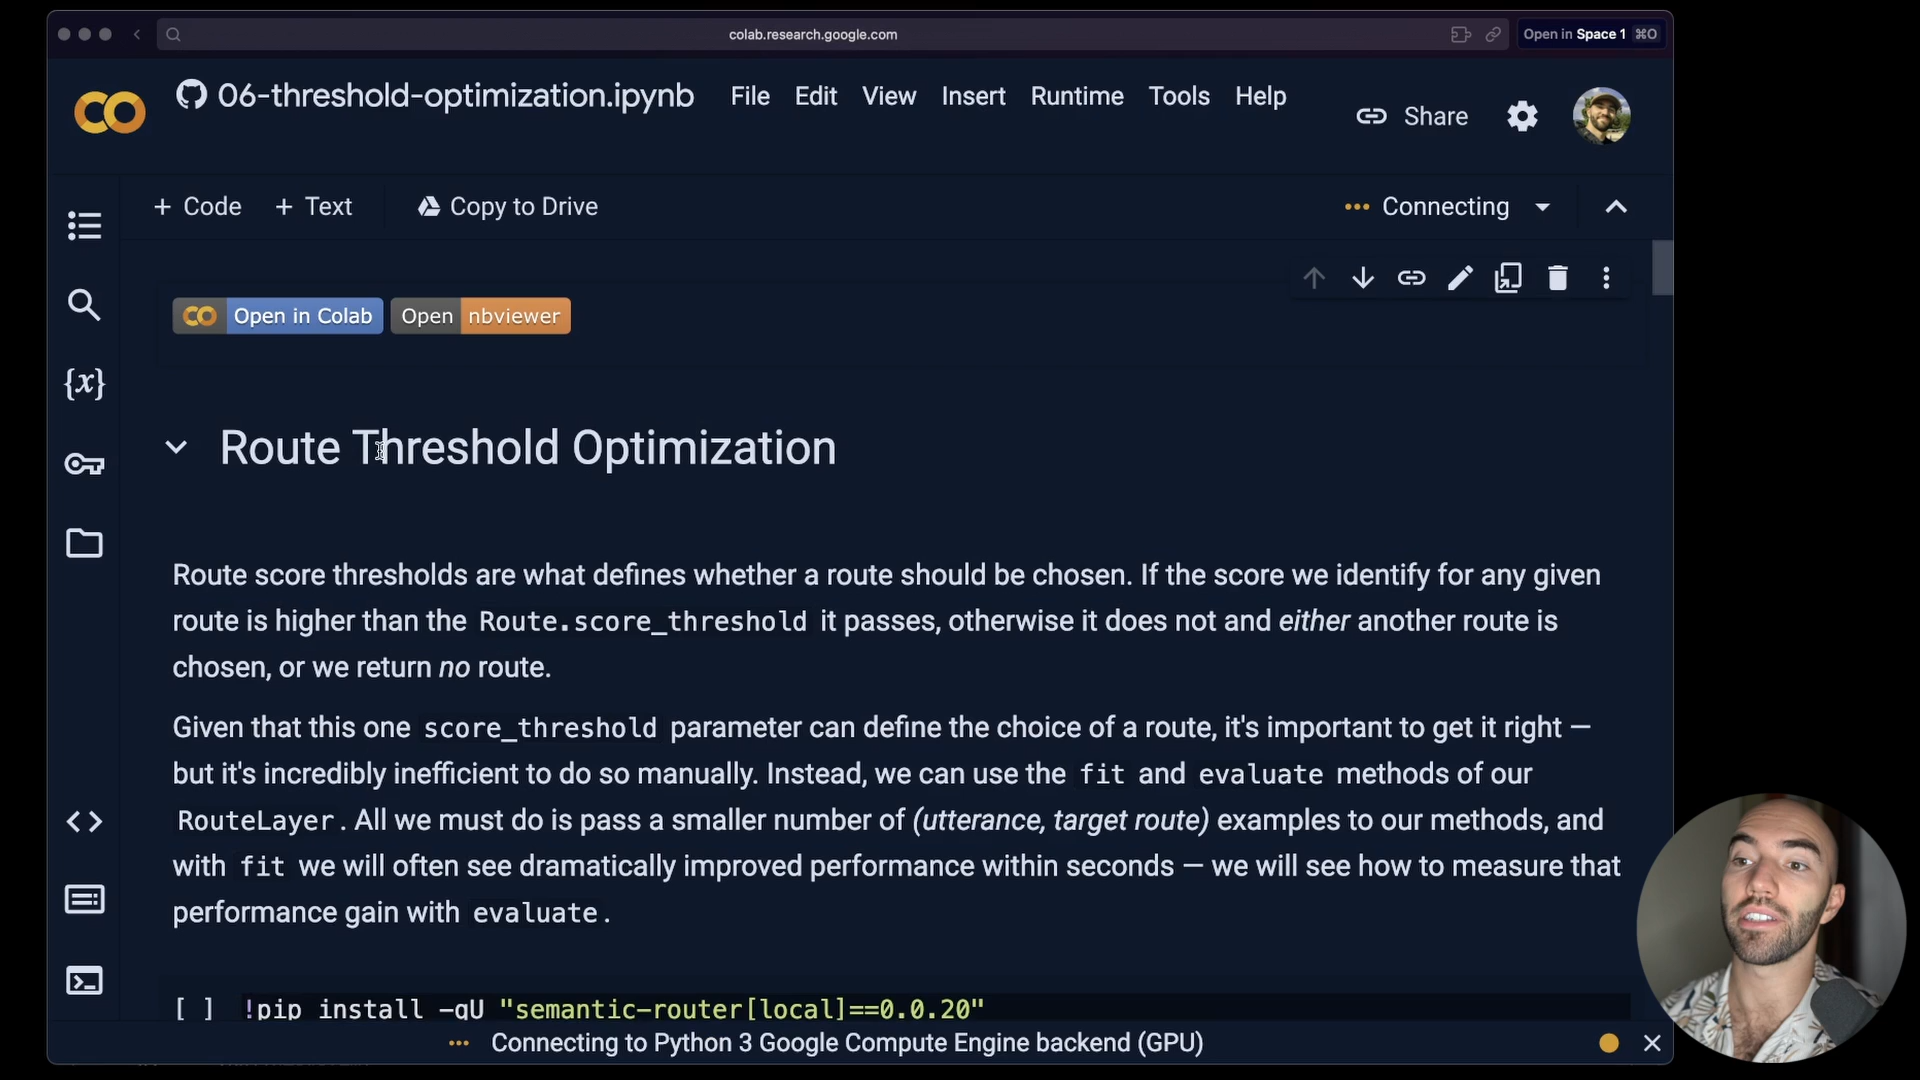 colab.research.google.com
Open in Space 1 ⌘O
06-threshold-optimization.ipynb File Edit View Insert Runtime Tools Help
Share
+ Code + Text Copy to Drive
Connecting
Open in Colab Open nbviewer
{x}
Route Threshold Optimization
Route score thresholds are what defines whether a route should be chosen. If the score we identify for any given
route is higher than the Route.score_threshold it passes, otherwise it does not and either another route is
chosen, or we return no route.
Given that this one score_threshold parameter can define the choice of a route, it's important to get it right —
but it's incredibly inefficient to do so manually. Instead, we can use the fit and evaluate methods of our
RouteLayer. All we must do is pass a smaller number of (utterance, target route) examples to our methods, and
with fit we will often see dramatically improved performance within seconds — we will see how to measure that
performance gain with evaluate.
[ ] !pip install -qU "semantic-router[local]==0.0.20"
Connecting to Python 3 Google Compute Engine backend (GPU)